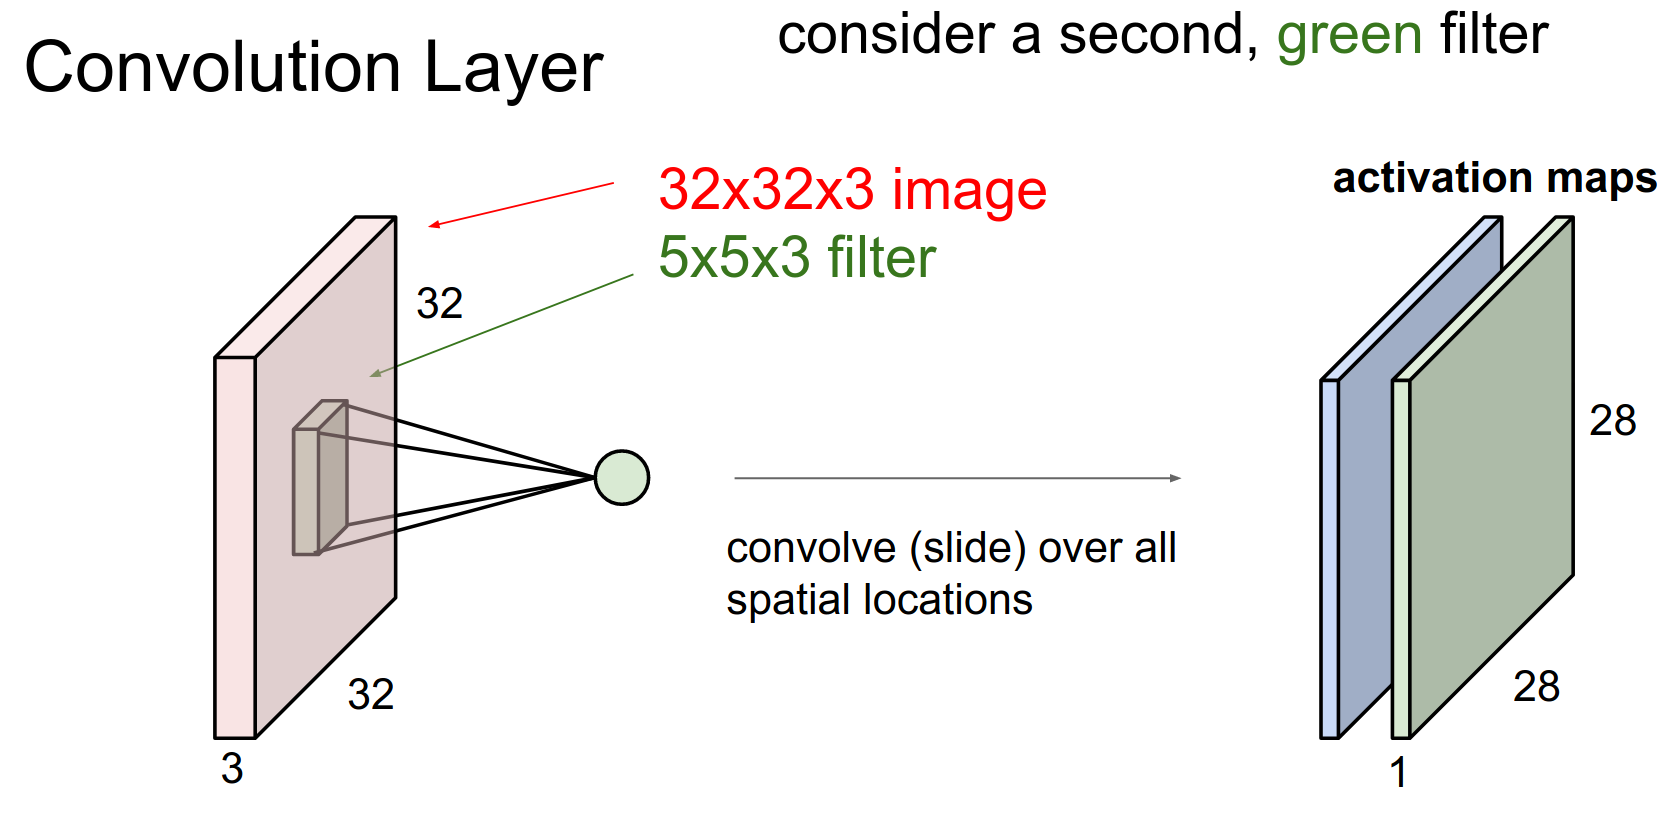 Convolution Layer
consider a second, green filter
32x32x3 image
5x5x3 filter
activation maps
32
32
3
convolve (slide) over all
spatial locations
28
28
1